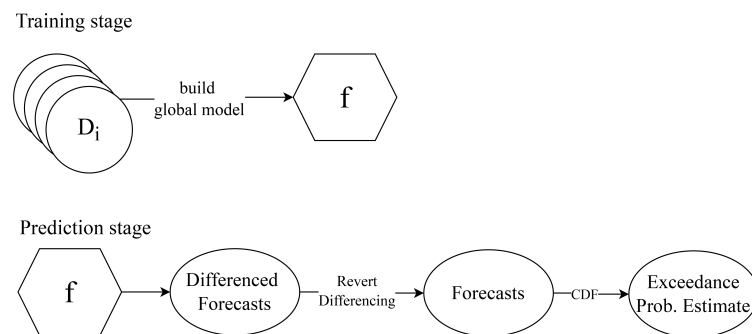 Training stage
build
global model
f
Di
Prediction stage
f
Differenced
Forecasts
Revert
Differencing
Forecasts
CDF
Exceedance
Prob. Estimate